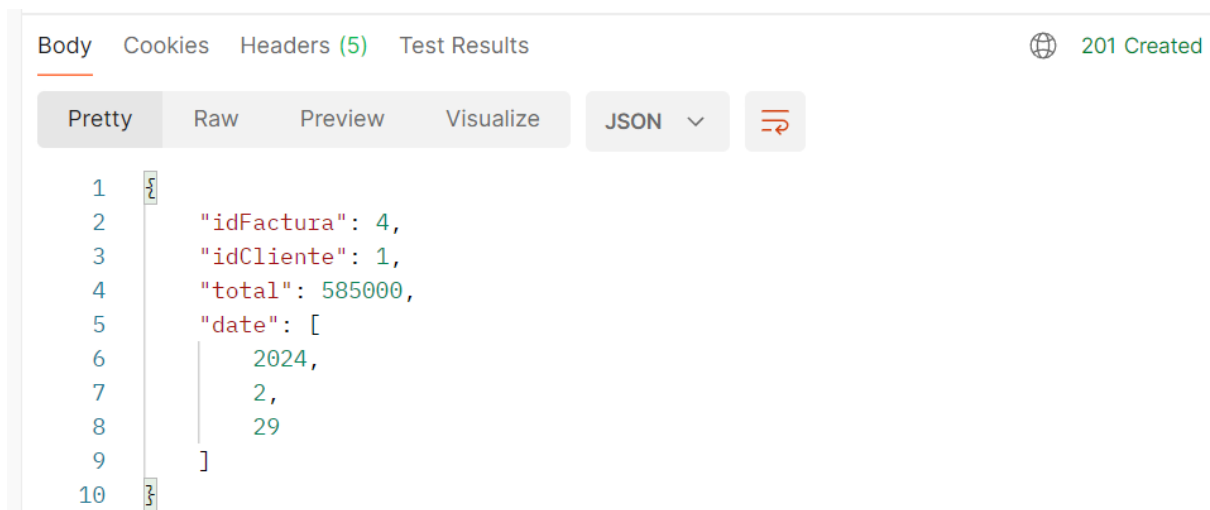 Body Cookies Headers (5) Test Results 201 Created
Pretty Raw Preview Visualize JSON
1 {
2 "idFactura": 4,
3 "idCliente": 1,
4 "total": 585000,
5 "date": [
6 2024,
7 2,
8 29
9 ]
10 }